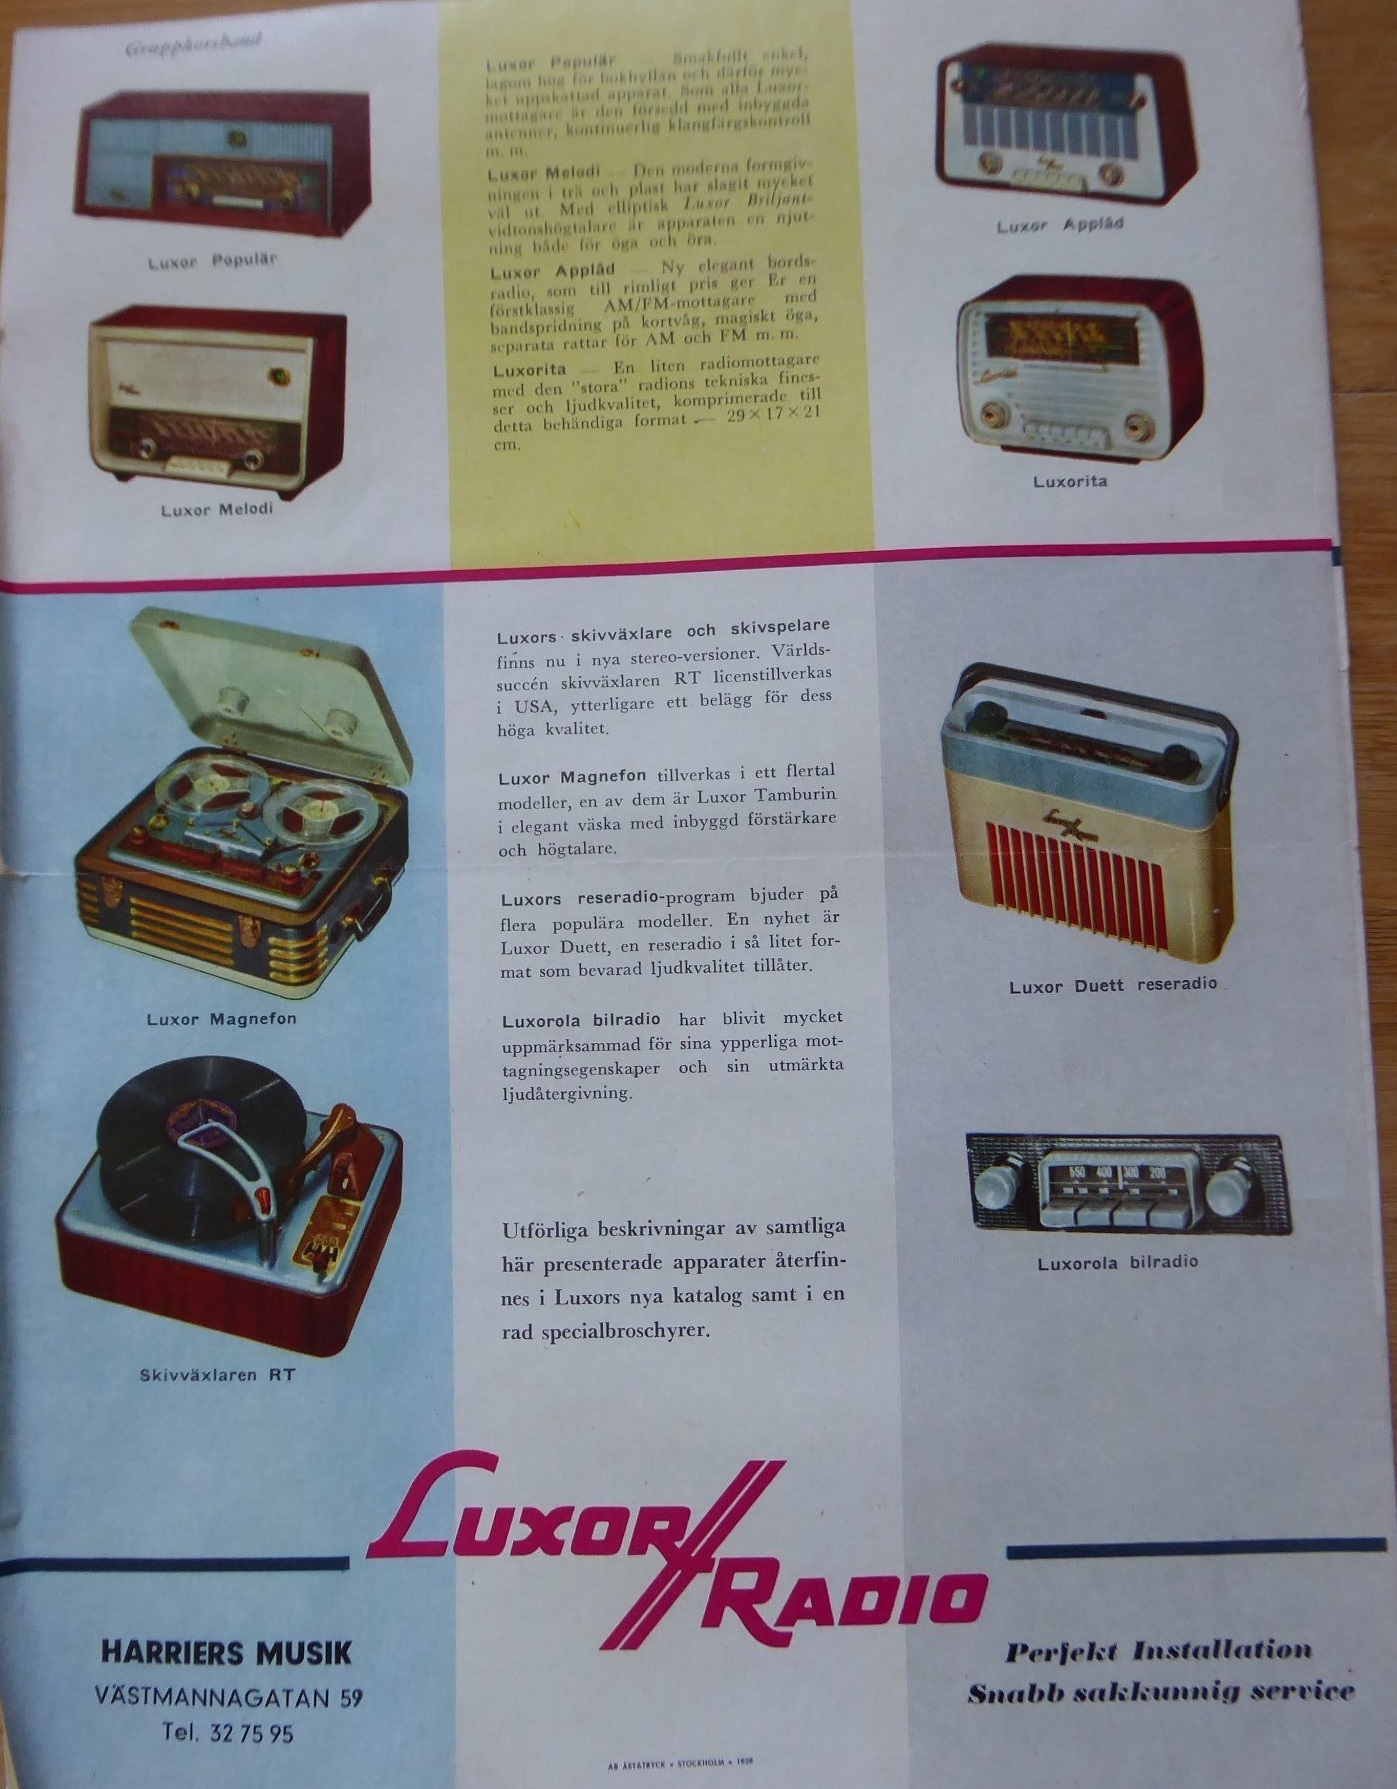 Gruppkorsband
Luxor Populär
Luxor Melodi
Luxor Populär — Smakfullt enkel,
lagom hög för bokhyllan och därför myc-
ket uppskattad apparat. Som alla Luxor-
mottagare är den försedd med inbyggda
antenner, kontinuerlig klangfärgskontroll
m. m.
Luxor Melodi — Den moderna formgiv-
ningen i trä och plast har slagit mycket
väl ut. Med elliptisk Luxor Briljant-
vidtonshögtalare är apparaten en njut-
ning både för öga och öra.
Luxor Applåd — Ny elegant bords-
radio, som till rimligt pris ger Er en
förstklassig AM/FM-mottagare med
bandspridning på kortvåg, magiskt öga,
separata rattar för AM och FM m. m.
Luxorita — En liten radiomottagare
med den "stora" radions tekniska fines-
ser och ljudkvalitet, komprimerade till
detta behändiga format — 29×17×21
cm.
Luxor Applåd
Luxorita
Luxor Magnefon
Skivväxlaren RT
Luxors skivväxlare och skivspelare
finns nu i nya stereo-versioner. Världs-
succén skivväxlaren RT licenstillverkas
i USA, ytterligare ett belägg för dess
höga kvalitet.
Luxor Magnefon tillverkas i ett flertal
modeller, en av dem är Luxor Tamburin
i elegant väska med inbyggd förstärkare
och högtalare.
Luxors reseradio-program bjuder på
flera populära modeller. En nyhet är
Luxor Duett, en reseradio i så litet for-
mat som bevarad ljudkvalitet tillåter.
Luxorola bilradio har blivit mycket
uppmärksammad för sina ypperliga mot-
tagningsegenskaper och sin utmärkta
ljudåtergivning.
Utförliga beskrivningar av samtliga
här presenterade apparater återfin-
nes i Luxors nya katalog samt i en
rad specialbroschyrer.
Luxor
Luxor Duett reseradio
550 400 300 200
Luxorola bilradio
LUXOR
RADIO
HARRIERS MUSIK
VÄSTMANNAGATAN 59
Tel. 32 75 95
Perfekt Installation
Snabb sakkunnig service
STOCKHOLM 1959